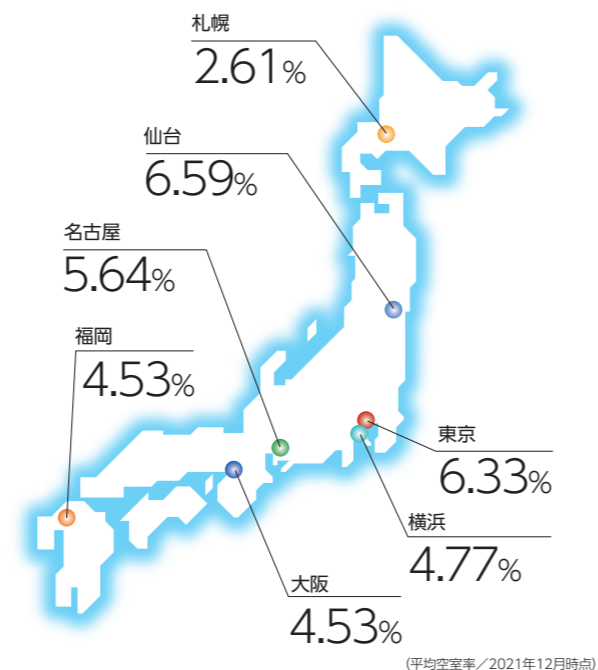 札幌
2.61%
仙台
6.59%
名古屋
5.64%
福岡
4.53%
東京
6.33%
横浜
4.77%
大阪
4.53%
(平均空室率／2021年12月時点)